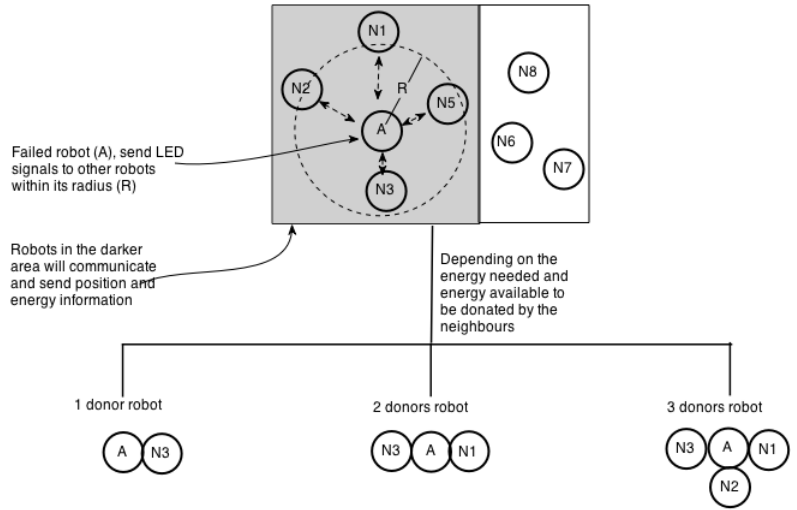 N1
N2
R
N5
A
N3
N8
N6
N7
Failed robot (A), send LED
signals to other robots
within its radius (R)
Robots in the darker
area will communicate
and send position and
energy information
Depending on the
energy needed and
energy available to
be donated by the
neighbours
1 donor robot
A N3
2 donors robot
N3 A N1
3 donors robot
N3 A N1
N2